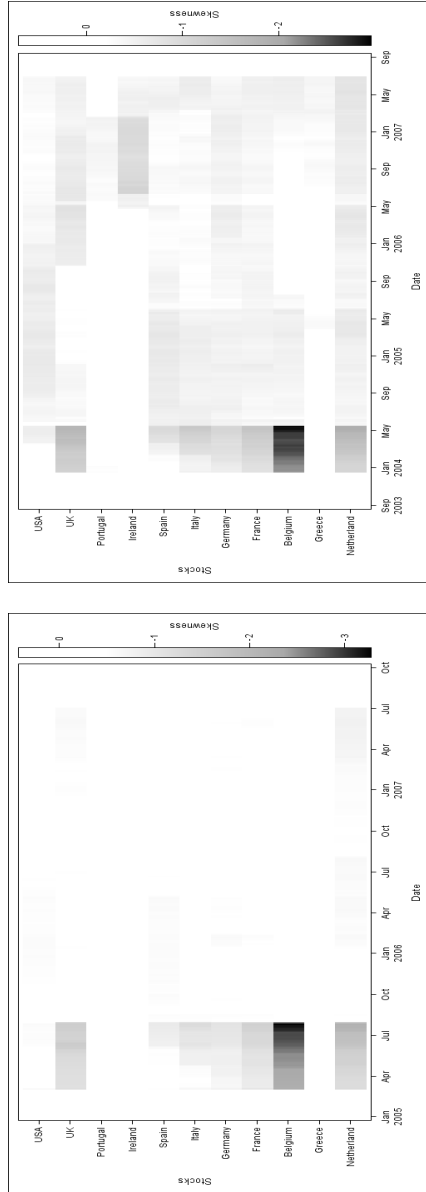 Skewness
0
-1
-2
Sep
May
Jan
2007
Sep
May
Jan
2006
Sep
May
Jan
2005
Sep
May
Jan
2004
Sep
2003
Date
USA
UK
Portugal
Ireland
Spain
Italy
Germany
France
Belgium
Greece
Netherland
Stocks
Skewness
0
-1
-2
-3
Oct
Jul
Apr
Jan
2007
Oct
Jul
Apr
Jan
2006
Oct
Jul
Apr
Jan
2005
Date
USA
UK
Portugal
Ireland
Spain
Italy
Germany
France
Belgium
Greece
Netherland
Stocks